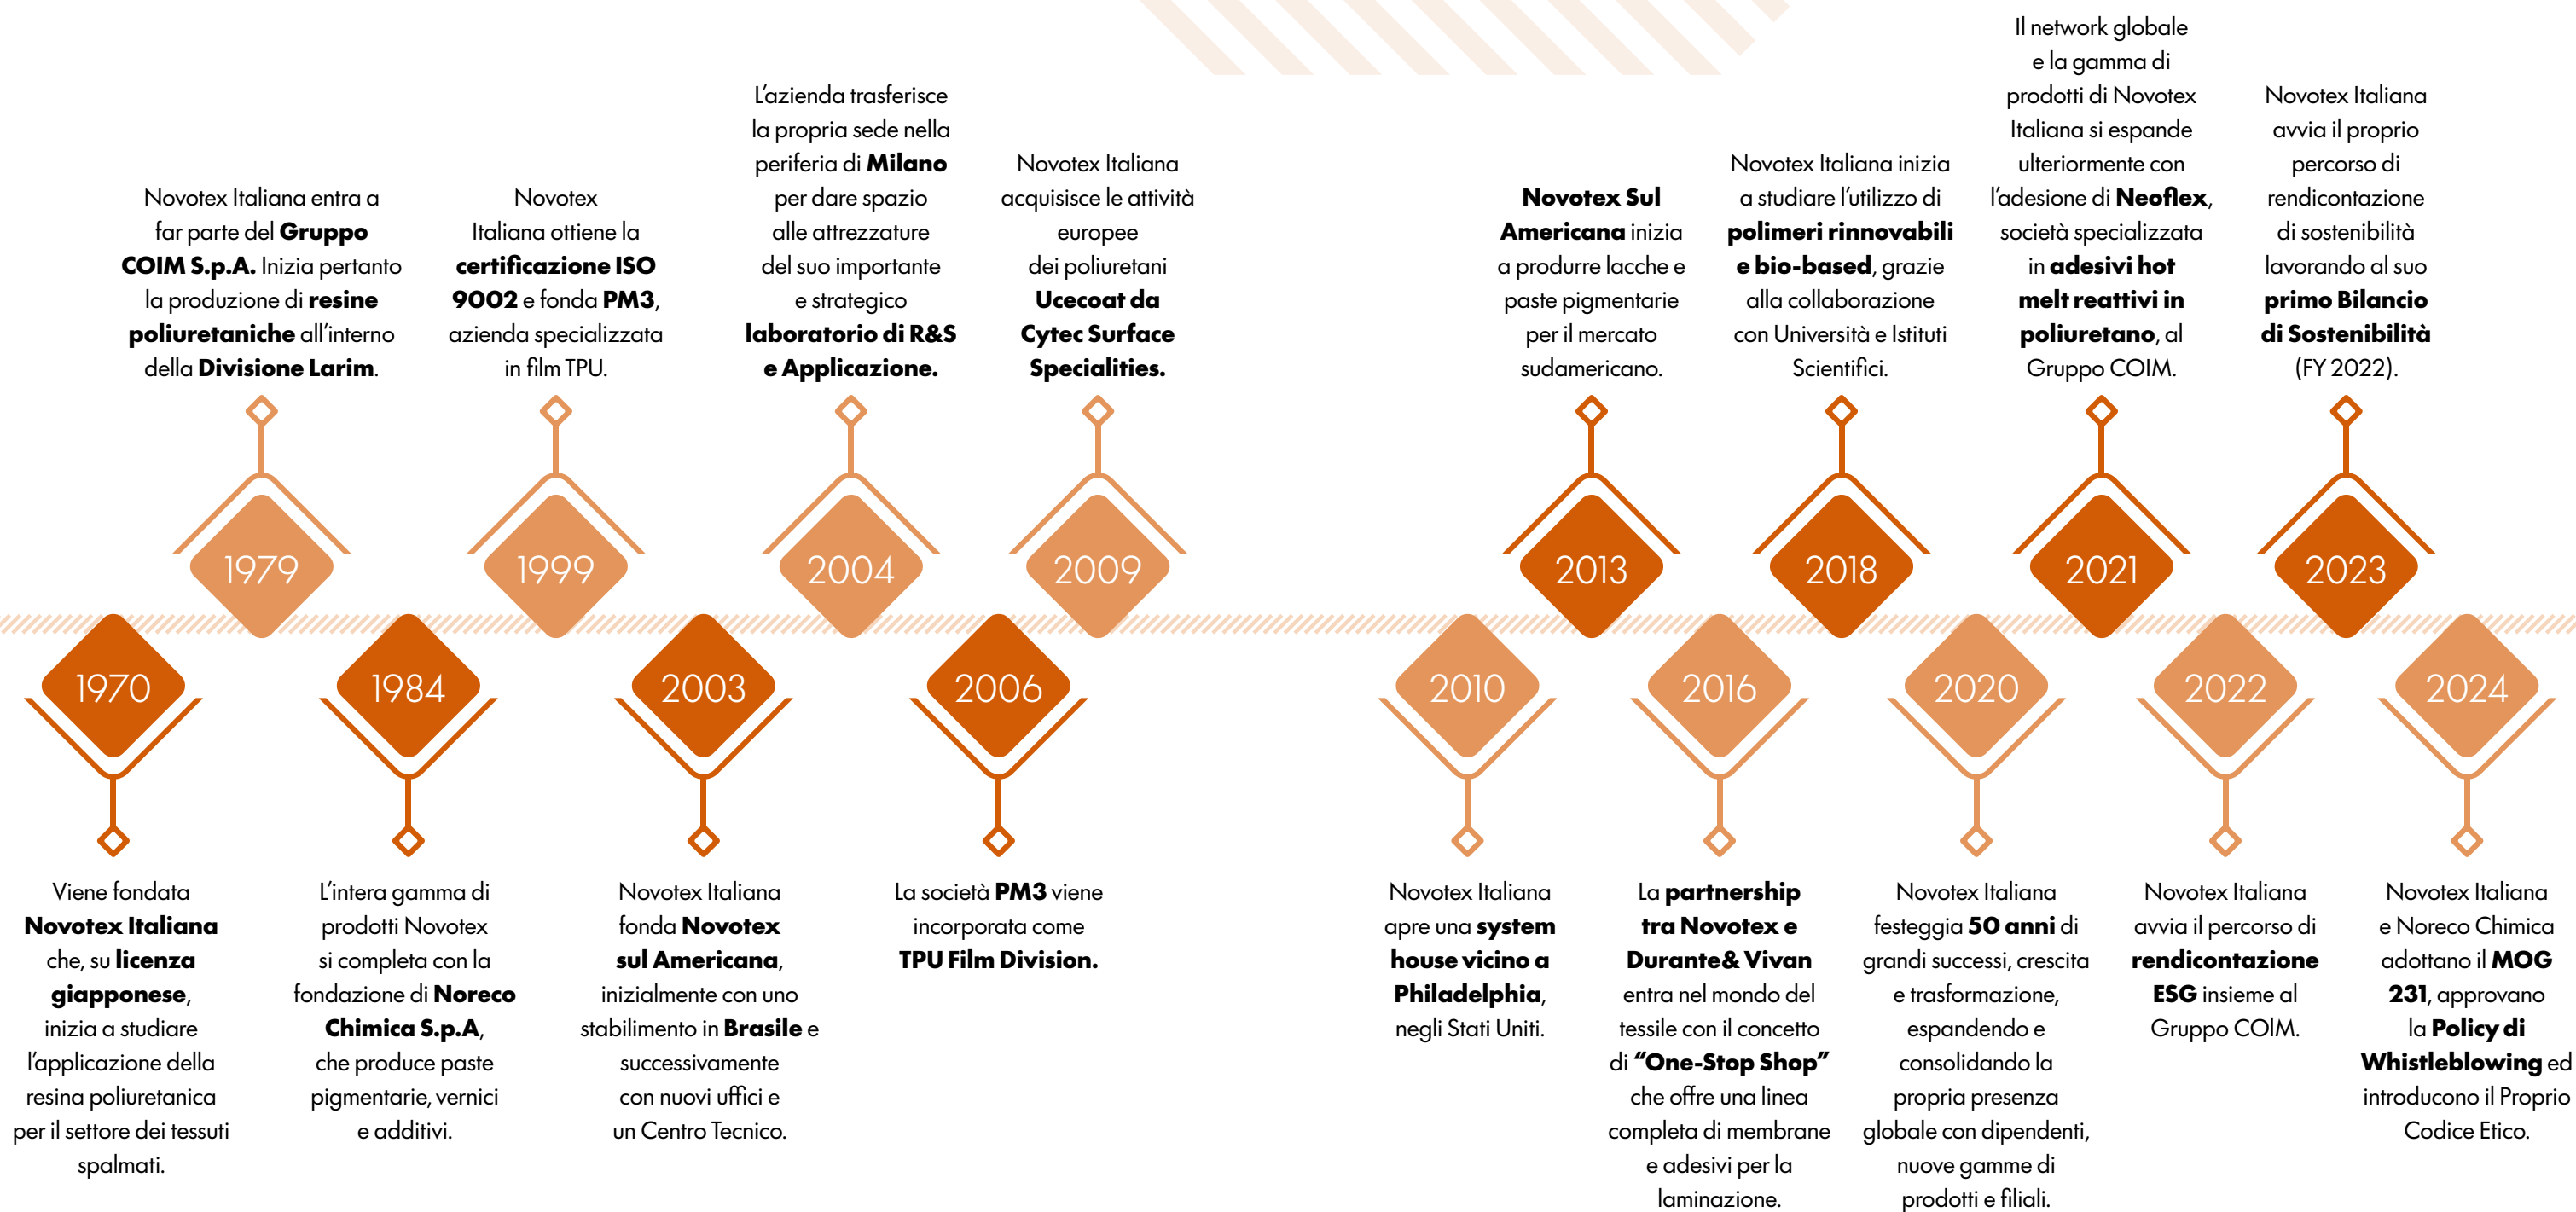 1970
Viene fondata
Novotex Italiana
che, su licenza
giapponese,
inizia a studiare
l'applicazione della
resina poliuretanica
per il settore dei tessuti
spalmati.
Novotex Italiana entra a
far parte del Gruppo
COIM S.p.A. Inizia pertanto
la produzione di resine
poliuretaniche all'interno
della Divisione Larim.
1979
1984
L'intera gamma di
prodotti Novotex
si completa con la
fondazione di Noreco
Chimica S.p.A,
che produce paste
pigmentarie, vernici
e additivi.
Novotex
Italiana ottiene la
certificazione ISO
9002 e fonda PM3,
azienda specializzata
in film TPU.
1999
2003
Novotex Italiana
fonda Novotex
sul Americana,
inizialmente con uno
stabilimento in Brasile e
successivamente
con nuovi uffici e
un Centro Tecnico.
L'azienda trasferisce
la propria sede nella
periferia di Milano
per dare spazio
alle attrezzature
del suo importante
e strategico
laboratorio di R&S
e Applicazione.
2004
2006
La società PM3 viene
incorporata come
TPU Film Division.
Novotex Italiana
acquisisce le attività
europee
dei poliuretani
Ucecoat da
Cytec Surface
Specialities.
2009
2010
Novotex Italiana
apre una system
house vicino a
Philadelphia,
negli Stati Uniti.
Novotex Sul
Americana inizia
a produrre lacche e
paste pigmentarie
per il mercato
sudamericano.
2013
2016
La partnership
tra Novotex e
Durante& Vivan
entra nel mondo del
tessile con il concetto
di “One-Stop Shop”
che offre una linea
completa di membrane
e adesivi per la
laminazione.
Novotex Italiana inizia
a studiare l'utilizzo di
polimeri rinnovabili
e bio-based, grazie
alla collaborazione
con Università e Istituti
Scientifici.
2018
2020
Novotex Italiana
festeggia 50 anni di
grandi successi, crescita
e trasformazione,
espandendo e
consolidando la
propria presenza
globale con dipendenti,
nuove gamme di
prodotti e filiali.
Il network globale
e la gamma di
prodotti di Novotex
Italiana si espande
ulteriormente con
l'adesione di Neoflex,
società specializzata
in adesivi hot
melt reattivi in
poliuretano, al
Gruppo COIM.
2021
2022
Novotex Italiana
avvia il percorso di
rendicontazione
ESG insieme al
Gruppo COIM.
Novotex Italiana
avvia il proprio
percorso di
rendicontazione
di sostenibilità
lavorando al suo
primo Bilancio
di Sostenibilità
(FY 2022).
2023
2024
Novotex Italiana
e Noreco Chimica
adottano il MOG
231, approvano
la Policy di
Whistleblowing ed
introducono il Proprio
Codice Etico.